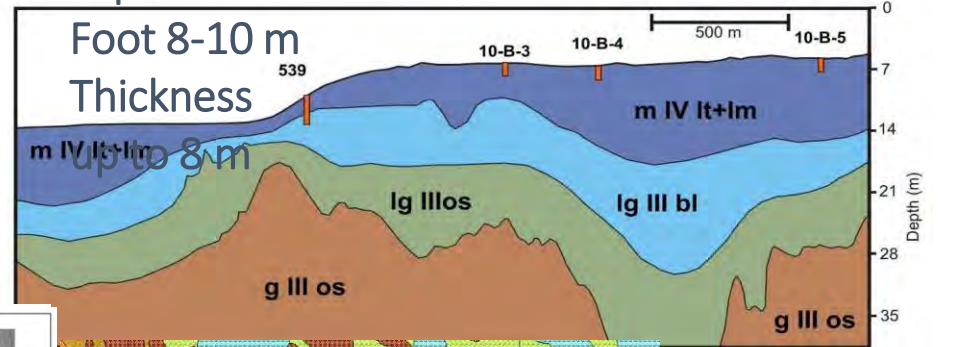 Foot 8-10 m
Thickness
up to 8 m
0
500 m
539
10-B-3
10-B-4
10-B-5
7
m IV lt+lm
m IV lt+lm
14
lg IIIos
lg III bl
21
Depth (m)
28
g III os
g III os
35